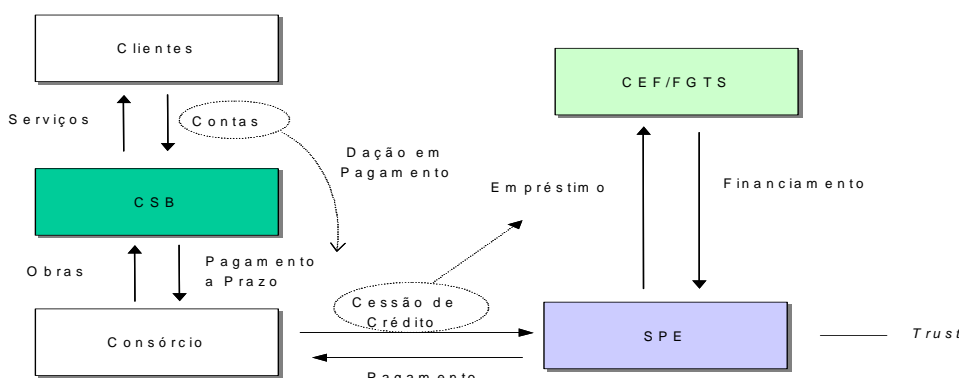 Clientes
CEF/FGTS
Serviços
Contas
Dação em
Pagamento
Empréstimo
Financiamento
CSB
Obras
Pagamento
a Prazo
Cessão de
Crédito
Consórcio
SPE
Trust
Pagamento